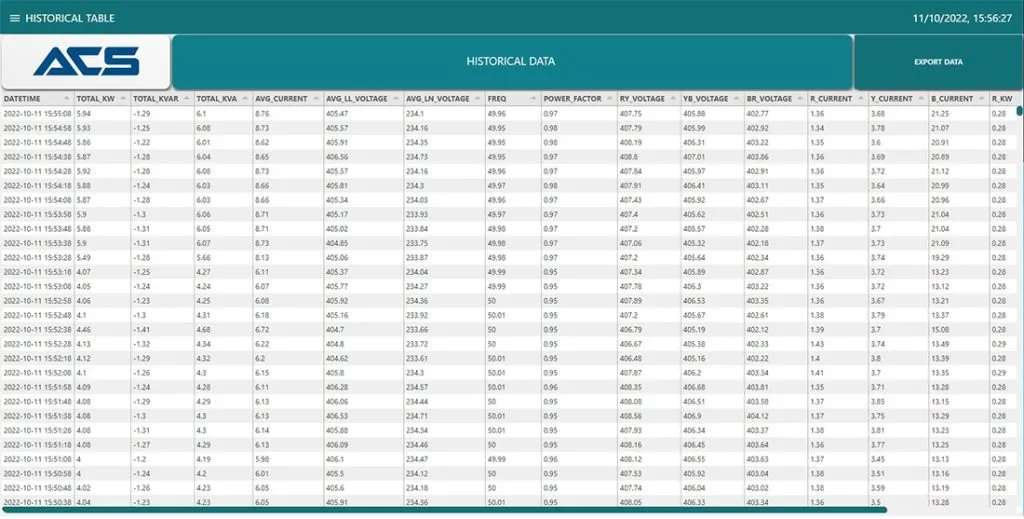 HISTORICAL TABLE 11/10/2022, 15:56:27
ACS HISTORICAL DATA EXPORT DATA
DATETIME TOTAL_KW TOTAL_KVAR TOTAL_KVA AVG_CURRENT AVG_LL_VOLTAGE AVG_LN_VOLTAGE FREQ POWER_FACTOR RY_VOLTAGE YB_VOLTAGE BR_VOLTAGE R_CURRENT Y_CURRENT B_CURRENT R_KW
2022-10-11 15:55:08 5.94 -1.29 6.1 8.76 405.47 234.1 49.96 0.97 407.75 405.88 402.77 1.36 3.68 21.25 0.28
2022-10-11 15:54:58 5.93 -1.25 6.08 8.73 405.57 234.16 49.95 0.98 407.79 405.99 402.92 1.34 3.78 21.07 0.28
2022-10-11 15:54:48 5.86 -1.22 6.01 8.62 405.91 234.35 49.95 0.98 408.19 406.31 403.22 1.35 3.6 20.91 0.28
2022-10-11 15:54:38 5.87 -1.28 6.04 8.65 406.56 234.73 49.95 0.97 408.8 407.01 403.86 1.36 3.69 20.89 0.28
2022-10-11 15:54:28 5.92 -1.28 6.08 8.73 405.57 234.16 49.96 0.97 407.84 405.97 402.91 1.36 3.72 21.12 0.28
2022-10-11 15:54:18 5.88 -1.24 6.03 8.66 405.81 234.3 49.97 0.98 407.91 406.41 403.11 1.35 3.64 20.99 0.28
2022-10-11 15:54:08 5.87 -1.28 6.03 8.66 405.34 234.03 49.96 0.97 407.43 405.92 402.67 1.37 3.66 20.96 0.28
2022-10-11 15:53:58 5.9 -1.3 6.06 8.71 405.17 233.93 49.97 0.97 407.4 405.62 402.51 1.36 3.73 21.04 0.28
2022-10-11 15:53:48 5.88 -1.31 6.05 8.71 405.02 233.84 49.98 0.97 407.2 405.57 402.28 1.38 3.7 21.04 0.28
2022-10-11 15:53:38 5.9 -1.31 6.07 8.73 404.85 233.75 49.98 0.97 407.06 405.32 402.18 1.37 3.73 21.09 0.28
2022-10-11 15:53:28 5.49 -1.28 5.66 8.13 405.06 233.87 49.98 0.97 407.2 405.64 402.34 1.36 3.74 19.29 0.28
2022-10-11 15:53:18 4.07 -1.25 4.27 6.11 405.37 234.04 49.99 0.95 407.34 405.89 402.87 1.36 3.72 13.23 0.28
2022-10-11 15:53:08 4.05 -1.24 4.24 6.07 405.77 234.27 49.99 0.95 407.78 406.3 403.22 1.36 3.72 13.12 0.28
2022-10-11 15:52:58 4.06 -1.23 4.25 6.08 405.92 234.36 50 0.95 407.89 406.53 403.35 1.36 3.67 13.21 0.28
2022-10-11 15:52:48 4.1 -1.3 4.31 6.18 405.16 233.92 50.01 0.95 407.2 405.67 402.61 1.38 3.79 13.37 0.28
2022-10-11 15:52:38 4.46 -1.41 4.68 6.72 404.7 233.66 50 0.95 406.79 405.19 402.12 1.39 3.7 15.08 0.28
2022-10-11 15:52:28 4.13 -1.32 4.34 6.22 404.8 233.72 50 0.95 406.67 405.38 402.33 1.43 3.74 13.49 0.29
2022-10-11 15:52:18 4.12 -1.29 4.32 6.2 404.62 233.61 50.01 0.95 406.48 405.16 402.22 1.4 3.8 13.39 0.28
2022-10-11 15:52:08 4.1 -1.26 4.3 6.15 405.8 234.3 50.01 0.95 407.87 406.2 403.34 1.41 3.7 13.35 0.29
2022-10-11 15:51:58 4.09 -1.24 4.28 6.11 406.28 234.57 50.01 0.96 408.35 406.68 403.81 1.35 3.71 13.28 0.28
2022-10-11 15:51:48 4.08 -1.29 4.29 6.13 406.06 234.44 50 0.95 408.08 406.51 403.58 1.37 3.85 13.15 0.28
2022-10-11 15:51:38 4.08 -1.3 4.3 6.13 406.53 234.71 50.01 0.95 408.56 406.9 404.12 1.37 3.75 13.29 0.28
2022-10-11 15:51:28 4.08 -1.31 4.3 6.14 405.88 234.34 50.01 0.95 407.93 406.34 403.37 1.38 3.81 13.23 0.28
2022-10-11 15:51:18 4.08 -1.27 4.29 6.13 406.09 234.46 50 0.95 408.16 406.45 403.64 1.36 3.77 13.25 0.28
2022-10-11 15:51:08 4 -1.2 4.19 5.98 406.1 234.47 49.99 0.96 408.12 406.55 403.63 1.37 3.45 13.13 0.28
2022-10-11 15:50:58 4 -1.24 4.2 6.01 405.5 234.12 50 0.95 407.53 405.92 403.04 1.38 3.51 13.16 0.28
2022-10-11 15:50:48 4.02 -1.26 4.23 6.05 405.6 234.18 50 0.95 407.74 406.04 403.02 1.38 3.59 13.19 0.28
2022-10-11 15:50:38 4.04 -1.23 4.23 6.05 405.91 234.36 50.01 0.95 408.05 406.33 403.34 1.36 3.5 13.28 0.28